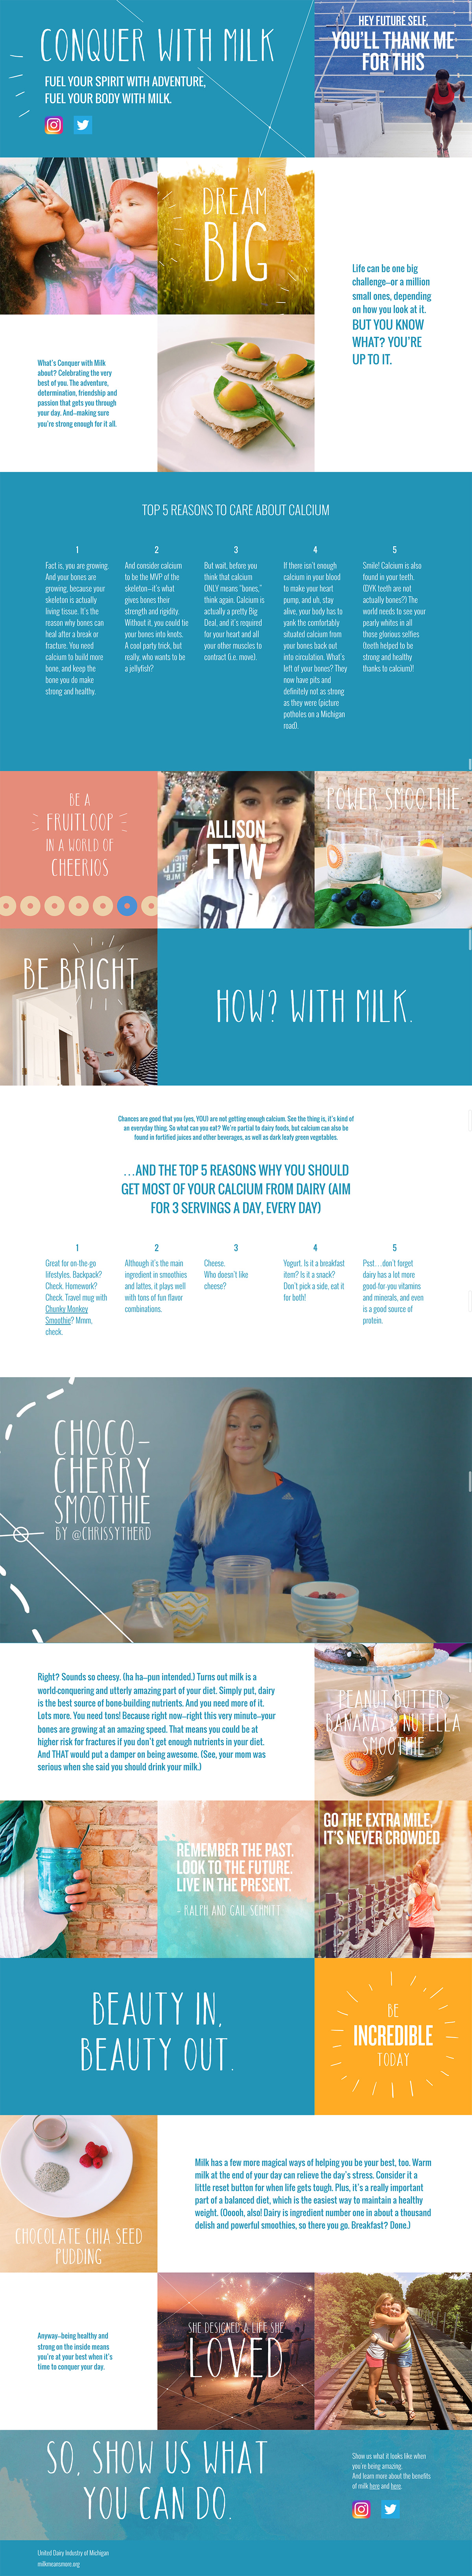 CONQUER WITH MILK
FUEL YOUR SPIRIT WITH ADVENTURE,
FUEL YOUR BODY WITH MILK.
HEY FUTURE SELF,
YOU'LL THANK ME
FOR THIS
DREAM
BIG
Life can be one big
challenge–or a million
small ones, depending
on how you look at it.
BUT YOU KNOW
WHAT? YOU'RE
UP TO IT.
What's Conquer with Milk
about? Celebrating the very
best of you. The adventure,
determination, friendship and
passion that gets you through
your day. And–making sure
you're strong enough for it all.
TOP 5 REASONS TO CARE ABOUT CALCIUM
1
Fact is, you are growing.
And your bones are
growing, because your
skeleton is actually
living tissue. It's the
reason why bones can
heal after a break or
fracture. You need
calcium to build more
bone, and keep the
bone you do make
strong and healthy.
2
And consider calcium
to be the MVP of the
skeleton–it's what
gives bones their
strength and rigidity.
Without it, you could tie
your bones into knots.
A cool party trick, but
really, who wants to be
a jellyfish?
3
But wait, before you
think that calcium
ONLY means "bones,"
think again. Calcium is
actually a pretty Big
Deal, and it's required
for your heart and all
your other muscles to
contract (i.e. move).
4
If there isn't enough
calcium in your blood
to make your heart
pump, and uh, stay
alive, your body has to
yank the comfortably
situated calcium from
your bones back out
into circulation. What's
left of your bones? They
now have pits and
definitely not as strong
as they were (picture
potholes on a Michigan
road).
5
Smile! Calcium is also
found in your teeth.
(DYK teeth are not
actually bones?) The
world needs to see your
pearly whites in all
those glorious selfies
(teeth helped to be
strong and healthy
thanks to calcium)!
BE A
FRUITLOOP
IN A WORLD OF
CHEERIOS
ALLISON
FTW
POWER SMOOTHIE
BE BRIGHT
HOW? WITH MILK.
Chances are good that you (yes, YOU) are not getting enough calcium. See the thing is, it's kind of
an everyday thing. So what can you eat? We're partial to dairy foods, but calcium can also be
found in fortified juices and other beverages, as well as dark leafy green vegetables.
...AND THE TOP 5 REASONS WHY YOU SHOULD
GET MOST OF YOUR CALCIUM FROM DAIRY (AIM
FOR 3 SERVINGS A DAY, EVERY DAY)
1
Great for on-the-go
lifestyles. Backpack?
Check. Homework?
Check. Travel mug with
Chunky Monkey
Smoothie? Mmm,
check.
2
Although it's the main
ingredient in smoothies
and lattes, it plays well
with tons of fun flavor
combinations.
3
Cheese.
Who doesn't like
cheese?
4
Yogurt. Is it a breakfast
item? Is it a snack?
Don't pick a side, eat it
for both!
5
Psst...don't forget
dairy has a lot more
good-for-you vitamins
and minerals, and even
is a good source of
protein.
CHOCO-
CHERRY
SMOOTHIE
BY @CHRISSYTHERD
Right? Sounds so cheesy. (ha ha–pun intended.) Turns out milk is a
world-conquering and utterly amazing part of your diet. Simply put, dairy
is the best source of bone-building nutrients. And you need more of it.
Lots more. You need tons! Because right now–right this very minute–your
bones are growing at an amazing speed. That means you could be at
higher risk for fractures if you don't get enough nutrients in your diet.
And THAT would put a damper on being awesome. (See, your mom was
serious when she said you should drink your milk.)
PEANUT BUTTER,
BANANA, & NUTELLA
SMOOTHIE
REMEMBER THE PAST.
LOOK TO THE FUTURE.
LIVE IN THE PRESENT.
- RALPH AND GAIL SCHMITT
GO THE EXTRA MILE,
IT'S NEVER CROWDED
BEAUTY IN,
BEAUTY OUT.
BE
INCREDIBLE
TODAY
CHOCOLATE CHIA SEED
PUDDING
Milk has a few more magical ways of helping you be your best, too. Warm
milk at the end of your day can relieve the day's stress. Consider it a
little reset button for when life gets tough. Plus, it's a really important
part of a balanced diet, which is the easiest way to maintain a healthy
weight. (Ooooh, also! Dairy is ingredient number one in about a thousand
delish and powerful smoothies, so there you go. Breakfast? Done.)
Anyway–being healthy and
strong on the inside means
you're at your best when it's
time to conquer your day.
SHE DESIGNED A LIFE SHE
LOVED
SO, SHOW US WHAT
YOU CAN DO.
Show us what it looks like when
you're being amazing.
And learn more about the benefits
of milk here and here.
United Dairy Industry of Michigan
milkmeansmore.org